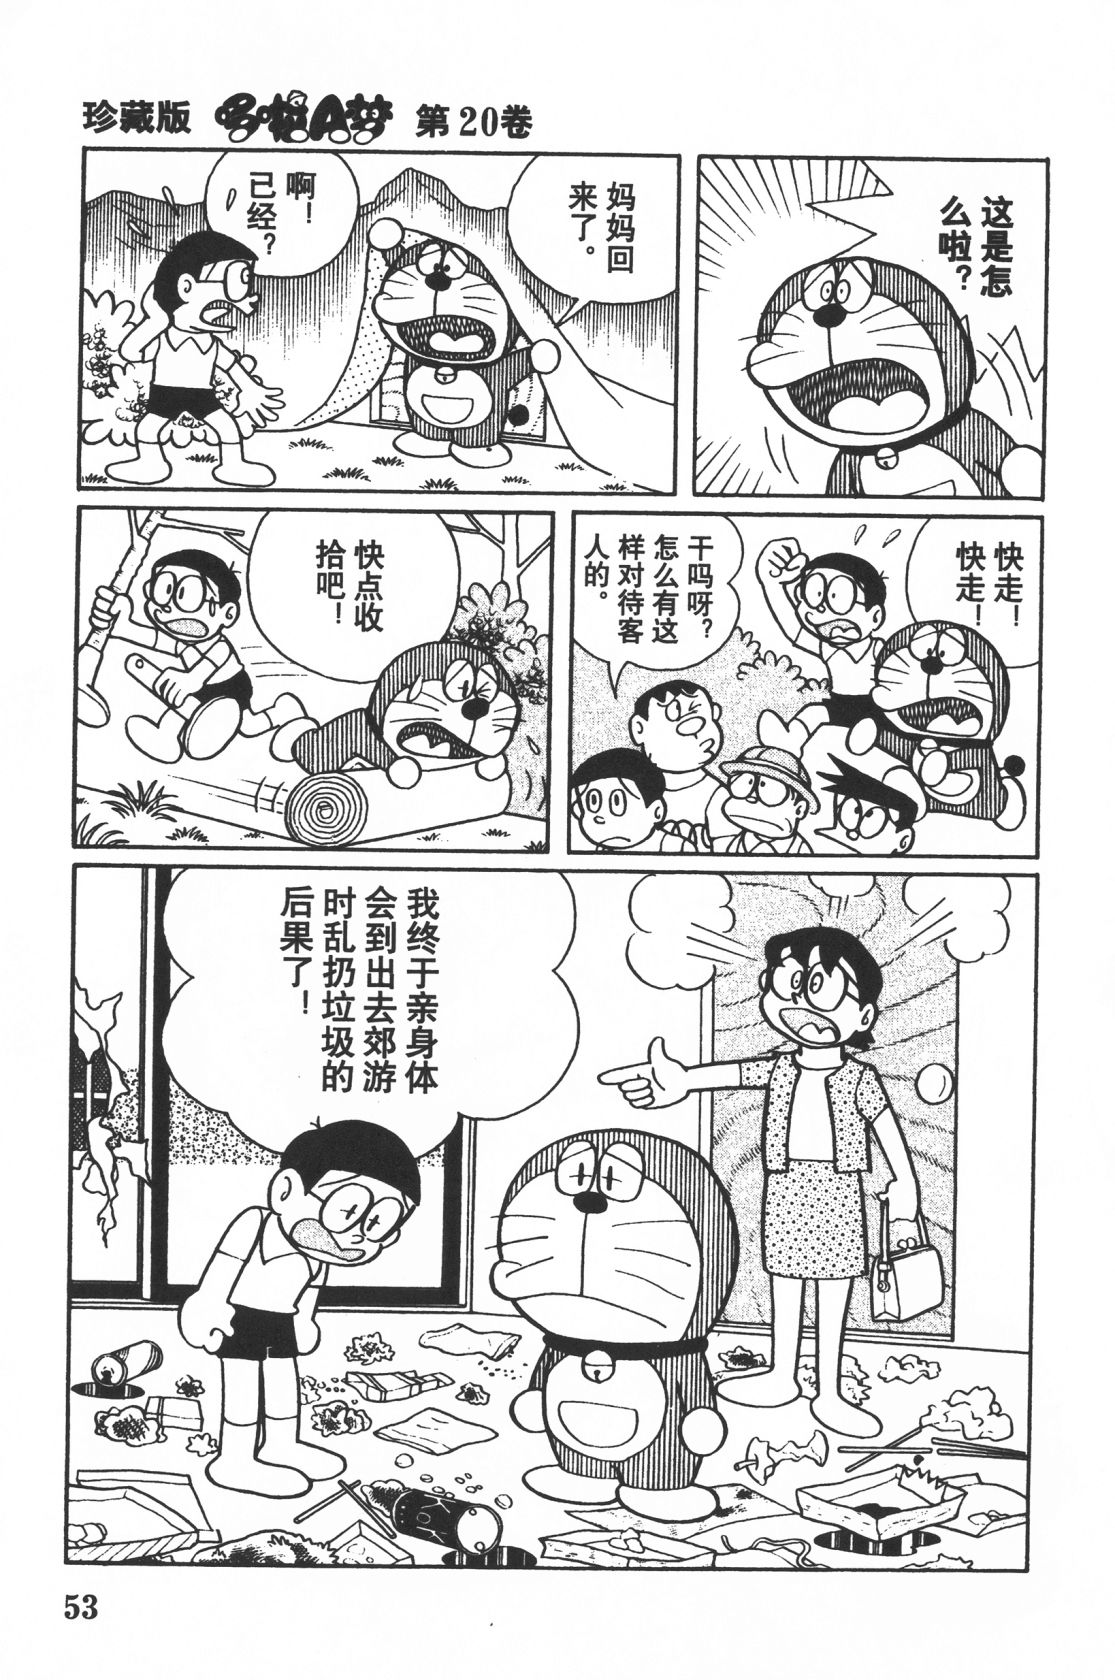 珍藏版 哆啦A梦 第20卷
这是怎
么啦?
妈妈回
来了。
啊!
已经?
快走!
快走!
干吗呀?
怎么有这
样对待客
人的。
快点收
拾吧!
我终于亲身体
会到出去郊游
时乱扔垃圾的
后果了!
53